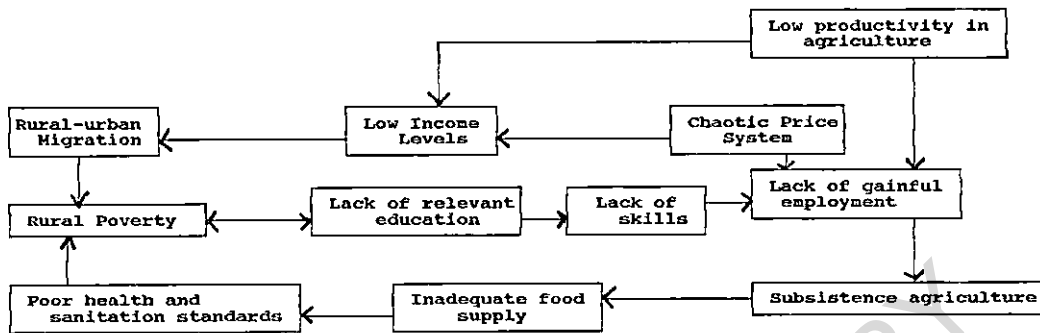 Low productivity in
agriculture
Rural-urban
Migration
Low Income
Levels
Chaotic Price
System
Rural Poverty
Lack of relevant
education
Lack of
skills
Lack of gainful
employment
Poor health and
sanitation standards
Inadequate food
supply
Subsistence agriculture